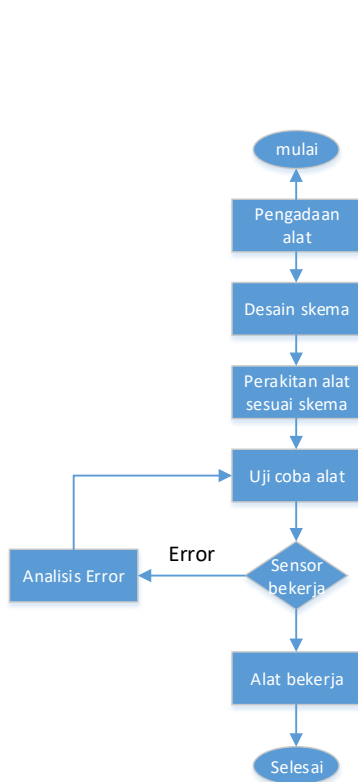 mulai
Pengadaan
alat
Desain skema
Perakitan alat
sesuai skema
Uji coba alat
Error
Analisis Error
Sensor
bekerja
Alat bekerja
Selesai